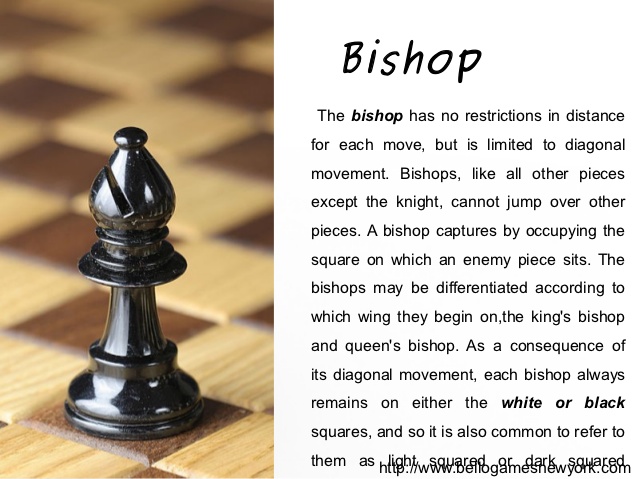 Bishop
The bishop has no restrictions in distance
for each move, but is limited to diagonal
movement. Bishops, like all other pieces
except the knight, cannot jump over other
pieces. A bishop captures by occupying the
square on which an enemy piece sits. The
bishops may be differentiated according to
which wing they begin on,the king's bishop
and queen's bishop. As a consequence of
its diagonal movement, each bishop always
remains on either the white or black
squares, and so it is also common to refer to
them as light squared or dark squared
http://www.bellogamesnewyork.com